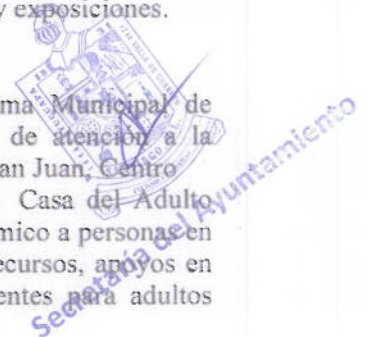 y exposiciones.
ma Municipal de
de atención a la
an Juan, Centro
Casa del Adulto
mico a personas en
ecursos, apoyos en
entes para adultos
Secretaría del Ayuntamiento